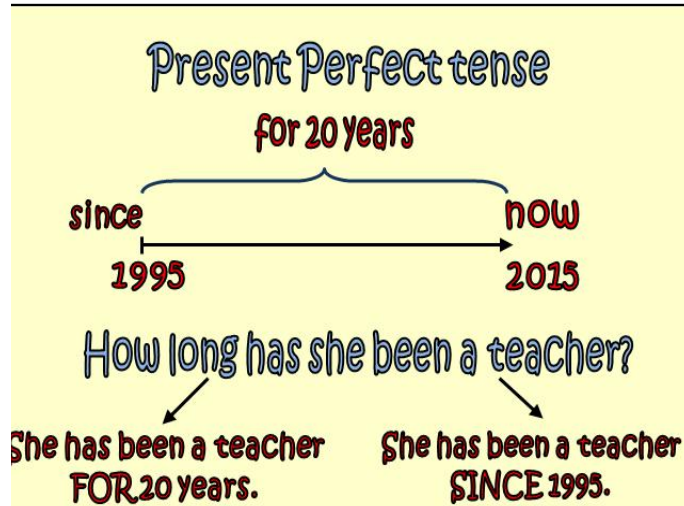 Present Perfect tense
for 20 years
since now
1995 2015
How long has she been a teacher?
She has been a teacher
FOR 20 years.
She has been a teacher
SINCE 1995.